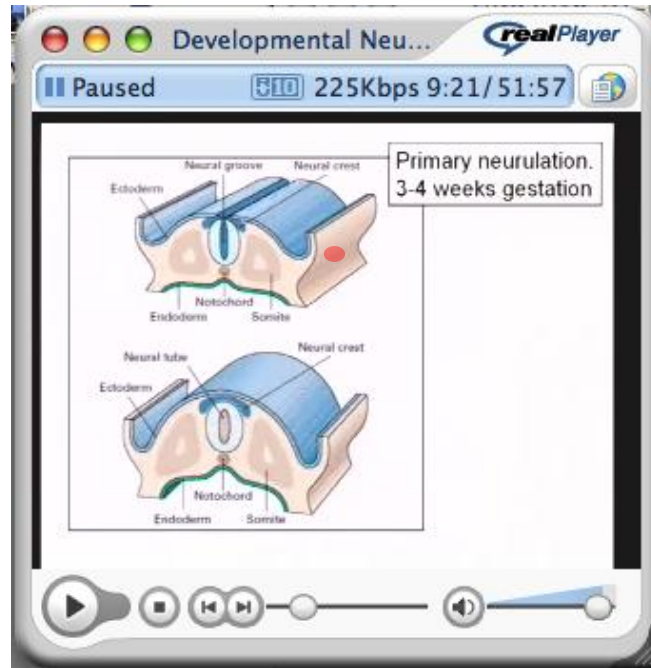 Developmental Neu...
realPlayer
Paused
225Kbps 9:21/51:57
Primary neurulation.
3-4 weeks gestation
Neural groove
Neural crest
Ectoderm
Notochord
Endoderm
Somite
Neural crest
Neural tube
Ectoderm
Notochord
Endoderm
Somite